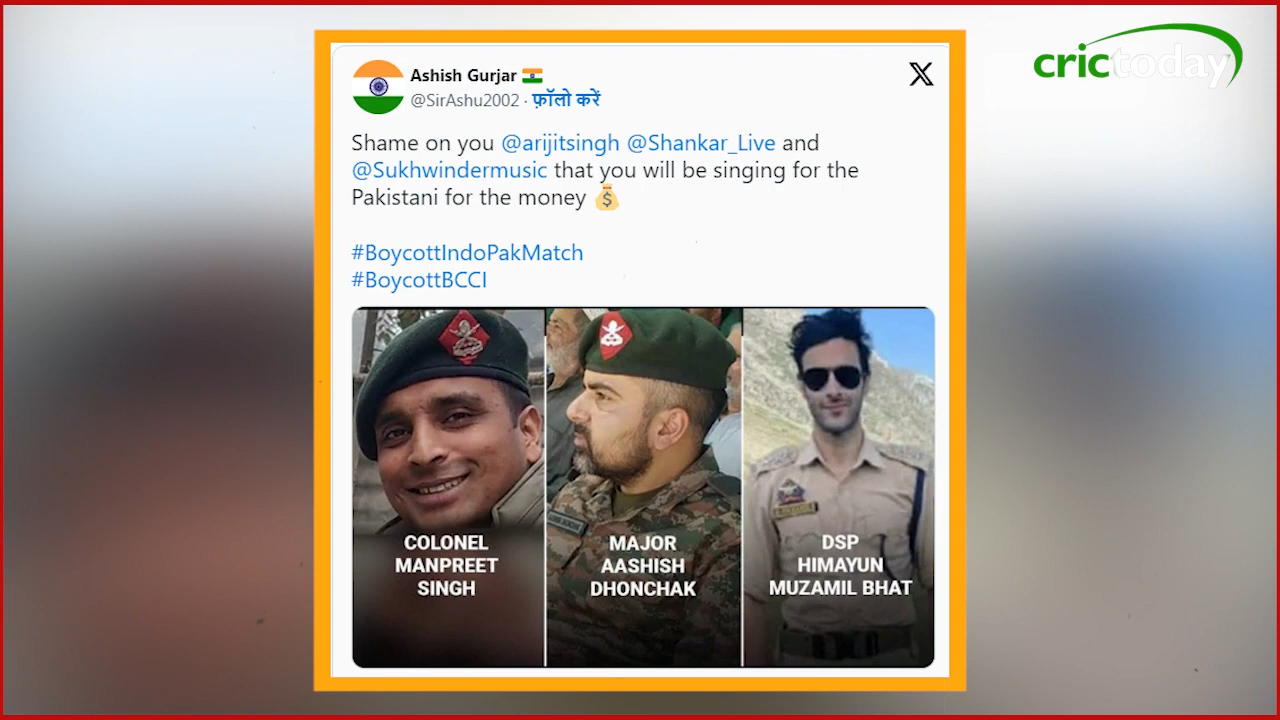 crictoday
Ashish Gurjar
@SirAshu2002 · फ़ॉलो करें
Shame on you @arijitsingh @Shankar_Live and
@Sukhwindermusic that you will be singing for the
Pakistani for the money
#BoycottIndoPakMatch
#BoycottBCCI
COLONEL
MANPREET
SINGH
MAJOR
AASHISH
DHONCHAK
DSP
HIMAYUN
MUZAMIL BHAT